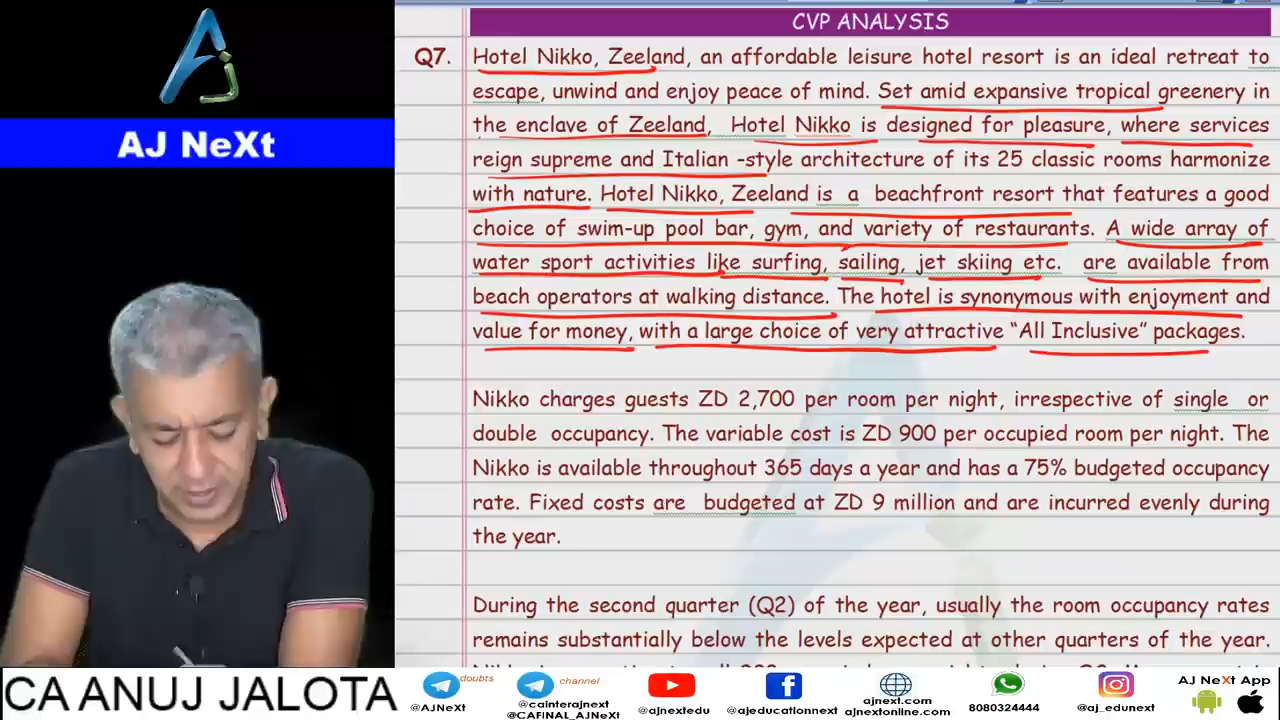 CVP ANALYSIS
AJ NeXt
Q7. Hotel Nikko, Zeeland, an affordable leisure hotel resort is an ideal retreat to
escape, unwind and enjoy peace of mind. Set amid expansive tropical greenery in
the enclave of Zeeland, Hotel Nikko is designed for pleasure, where services
reign supreme and Italian -style architecture of its 25 classic rooms harmonize
with nature. Hotel Nikko, Zeeland is a beachfront resort that features a good
choice of swim-up pool bar, gym, and variety of restaurants. A wide array of
water sport activities like surfing, sailing, jet skiing etc. are available from
beach operators at walking distance. The hotel is synonymous with enjoyment and
value for money, with a large choice of very attractive “All Inclusive” packages.
Nikko charges guests ZD 2,700 per room per night, irrespective of single or
double occupancy. The variable cost is ZD 900 per occupied room per night. The
Nikko is available throughout 365 days a year and has a 75% budgeted occupancy
rate. Fixed costs are budgeted at ZD 9 million and are incurred evenly during
the year.
During the second quarter (Q2) of the year, usually the room occupancy rates
remains substantially below the levels expected at other quarters of the year.
CA ANUJ JALOTA
doubts
@AJNeXt
channel
@cainterajnext
@CAFINAL_AJNeXt
@ajnextedu
@ajeducationnext
ajnext.com
ajnextonline.com
8080324444
@aj_edunext
AJ NeXt App